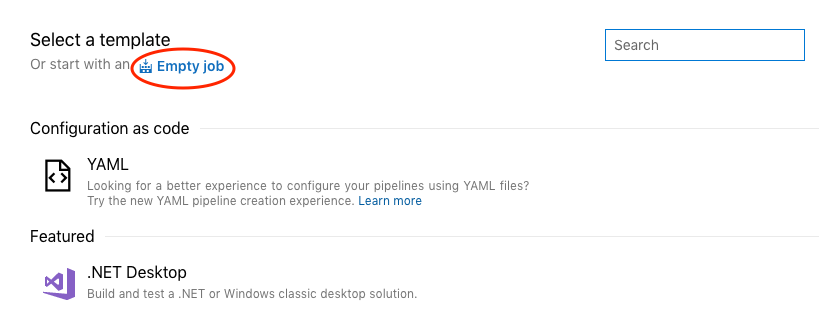 Select a template
Search
Or start with an Empty job
Configuration as code
YAML
Looking for a better experience to configure your pipelines using YAML files?
Try the new YAML pipeline creation experience. Learn more
Featured
.NET Desktop
Build and test a .NET or Windows classic desktop solution.